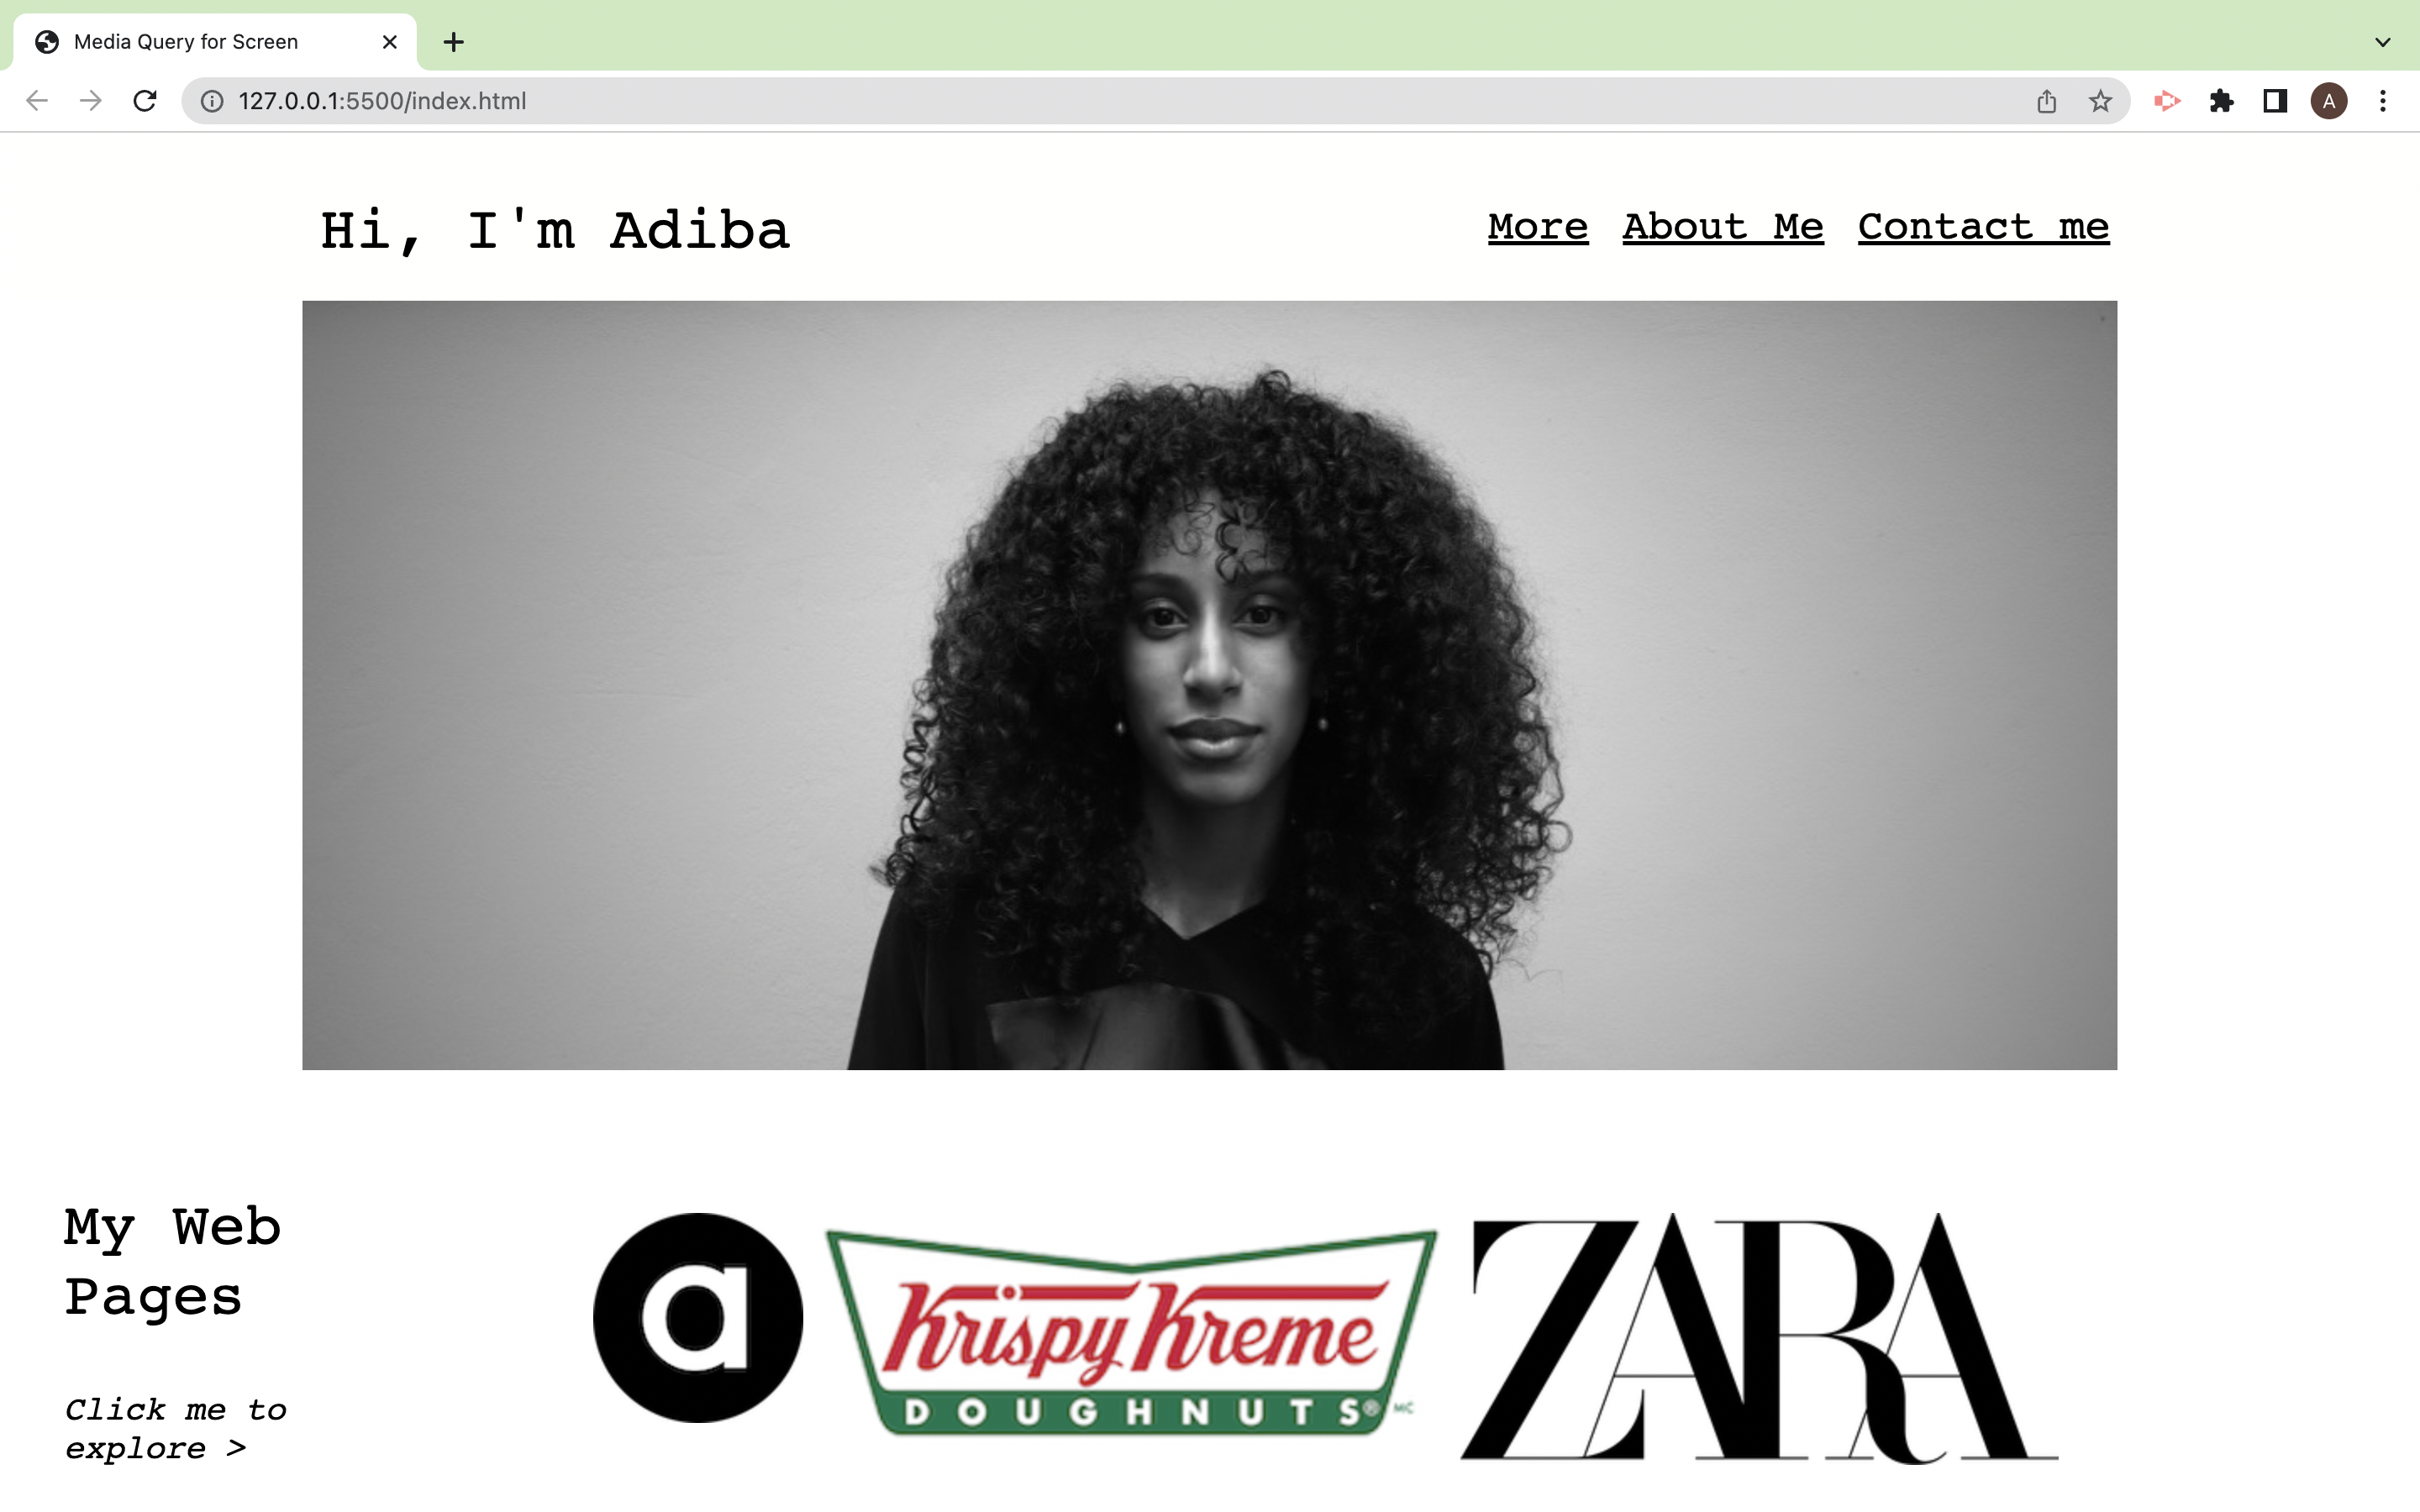 Media Query for Screen
127.0.0.1:5500/index.html
A
Hi, I'm Adiba
More About Me Contact me
My Web
Pages
Click me to
explore >
a
Krispy Kreme
DOUGHNUTS® MC
ZARA